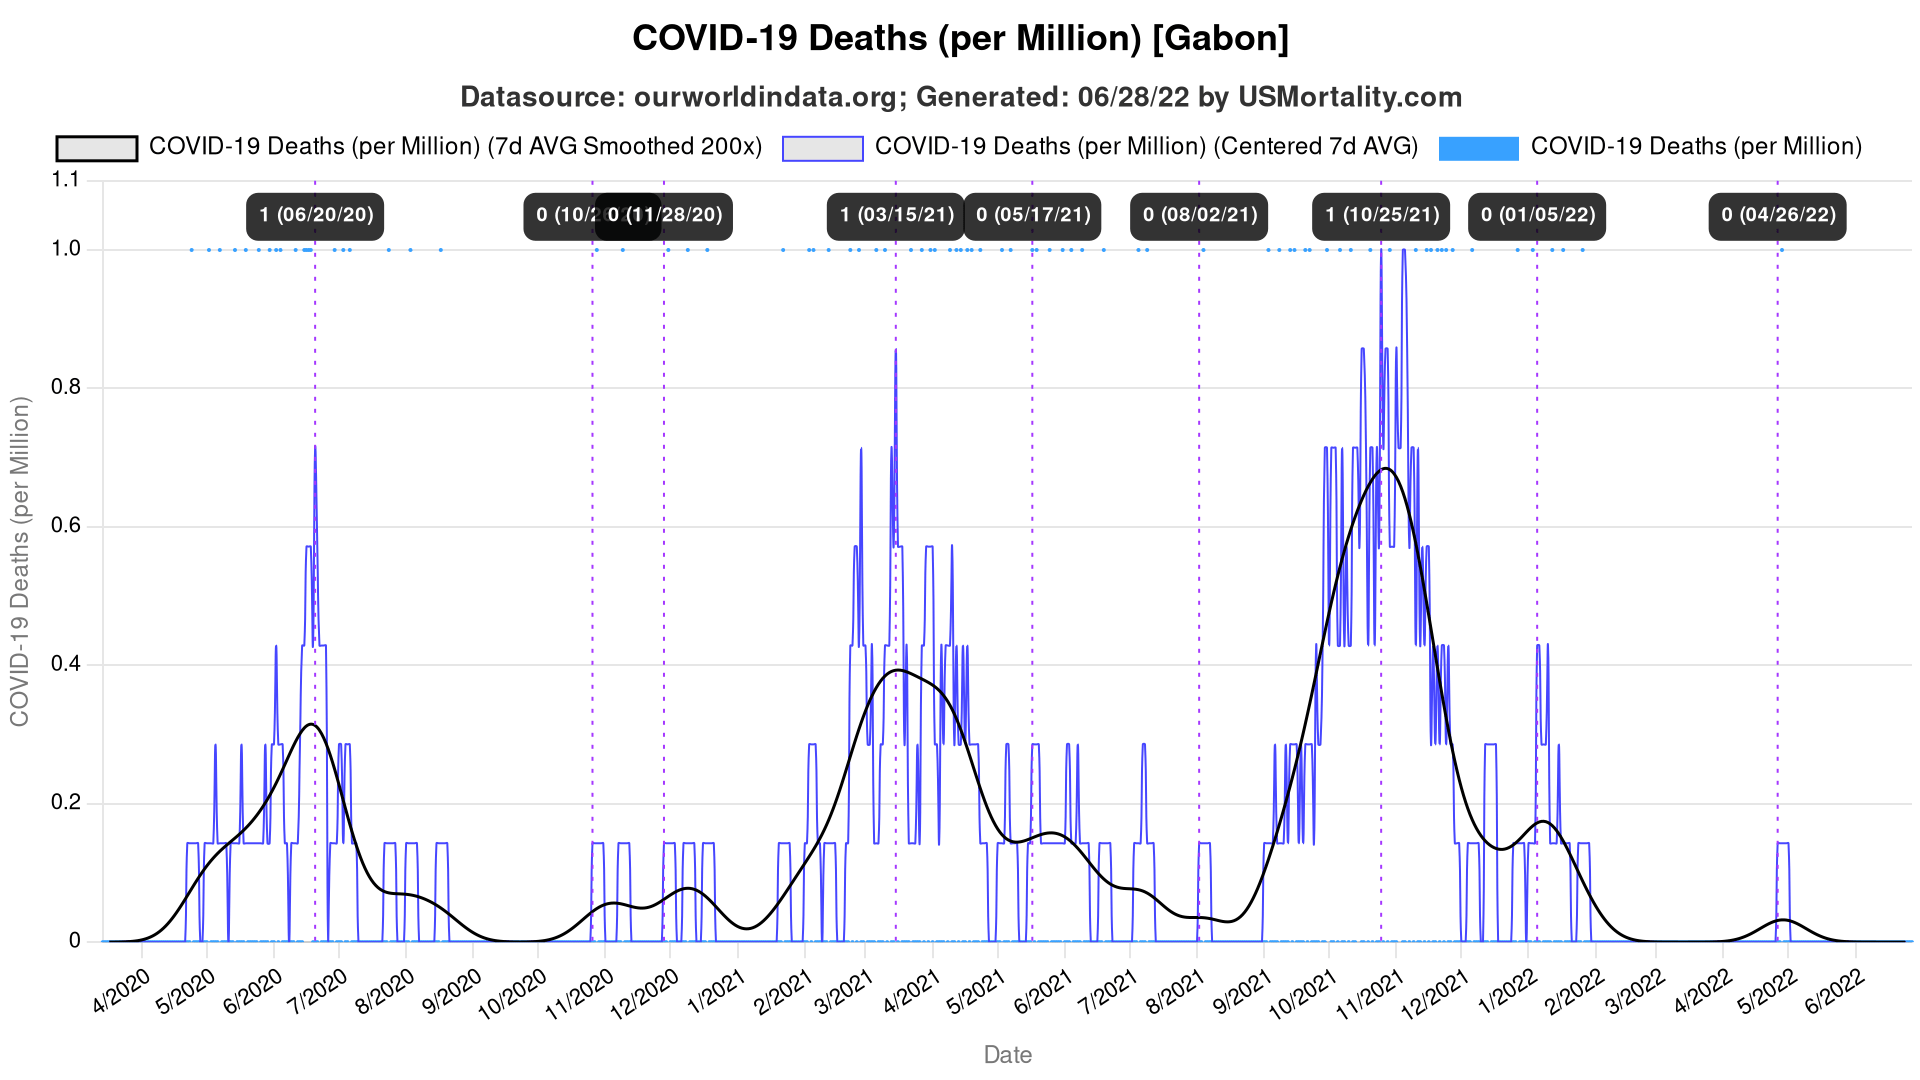 COVID-19 Deaths (per Million) [Gabon]
Datasource: ourworldindata.org; Generated: 06/28/22 by USMortality.com
COVID-19 Deaths (per Million) (7d AVG Smoothed 200x) COVID-19 Deaths (per Million) (Centered 7d AVG) COVID-19 Deaths (per Million)
1 (06/20/20) 0 (10/ 0 (11/28/20) 1 (03/15/21) 0 (05/17/21) 0 (08/02/21) 1 (10/25/21) 0 (01/05/22) 0 (04/26/22)
1.1
1.0
0.8
0.6
0.4
0.2
0
COVID-19 Deaths (per Million)
4/2020 5/2020 6/2020 7/2020 8/2020 9/2020 10/2020 11/2020 12/2020 1/2021 2/2021 3/2021 4/2021 5/2021 6/2021 7/2021 8/2021 9/2021 10/2021 11/2021 12/2021 1/2022 2/2022 3/2022 4/2022 5/2022 6/2022
Date